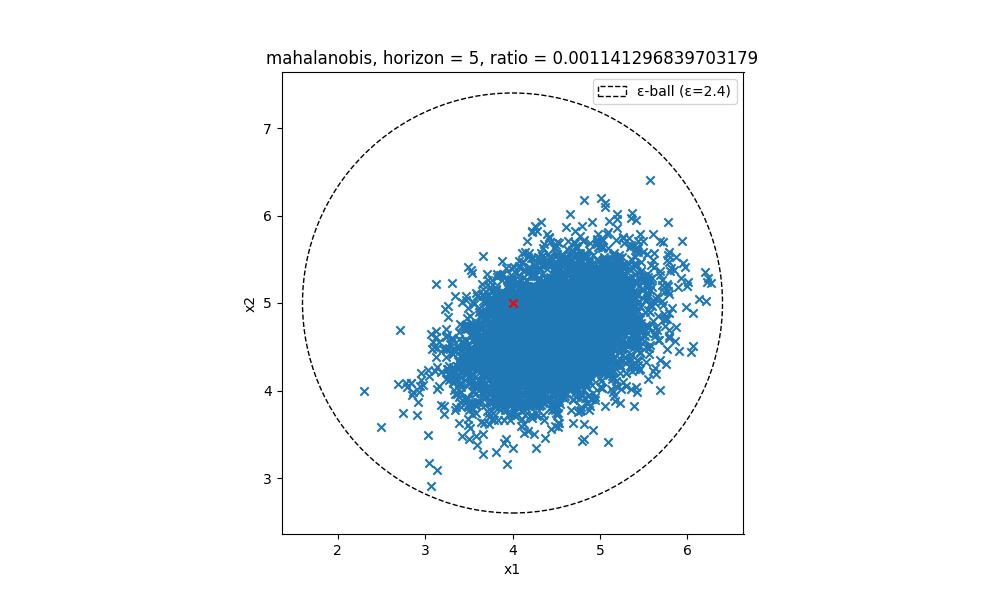 mahalanobis, horizon = 5, ratio = 0.001141296839703179
ε-ball (ε=2.4)
7
6
5
4
3
x2
2 3 4 5 6
x1